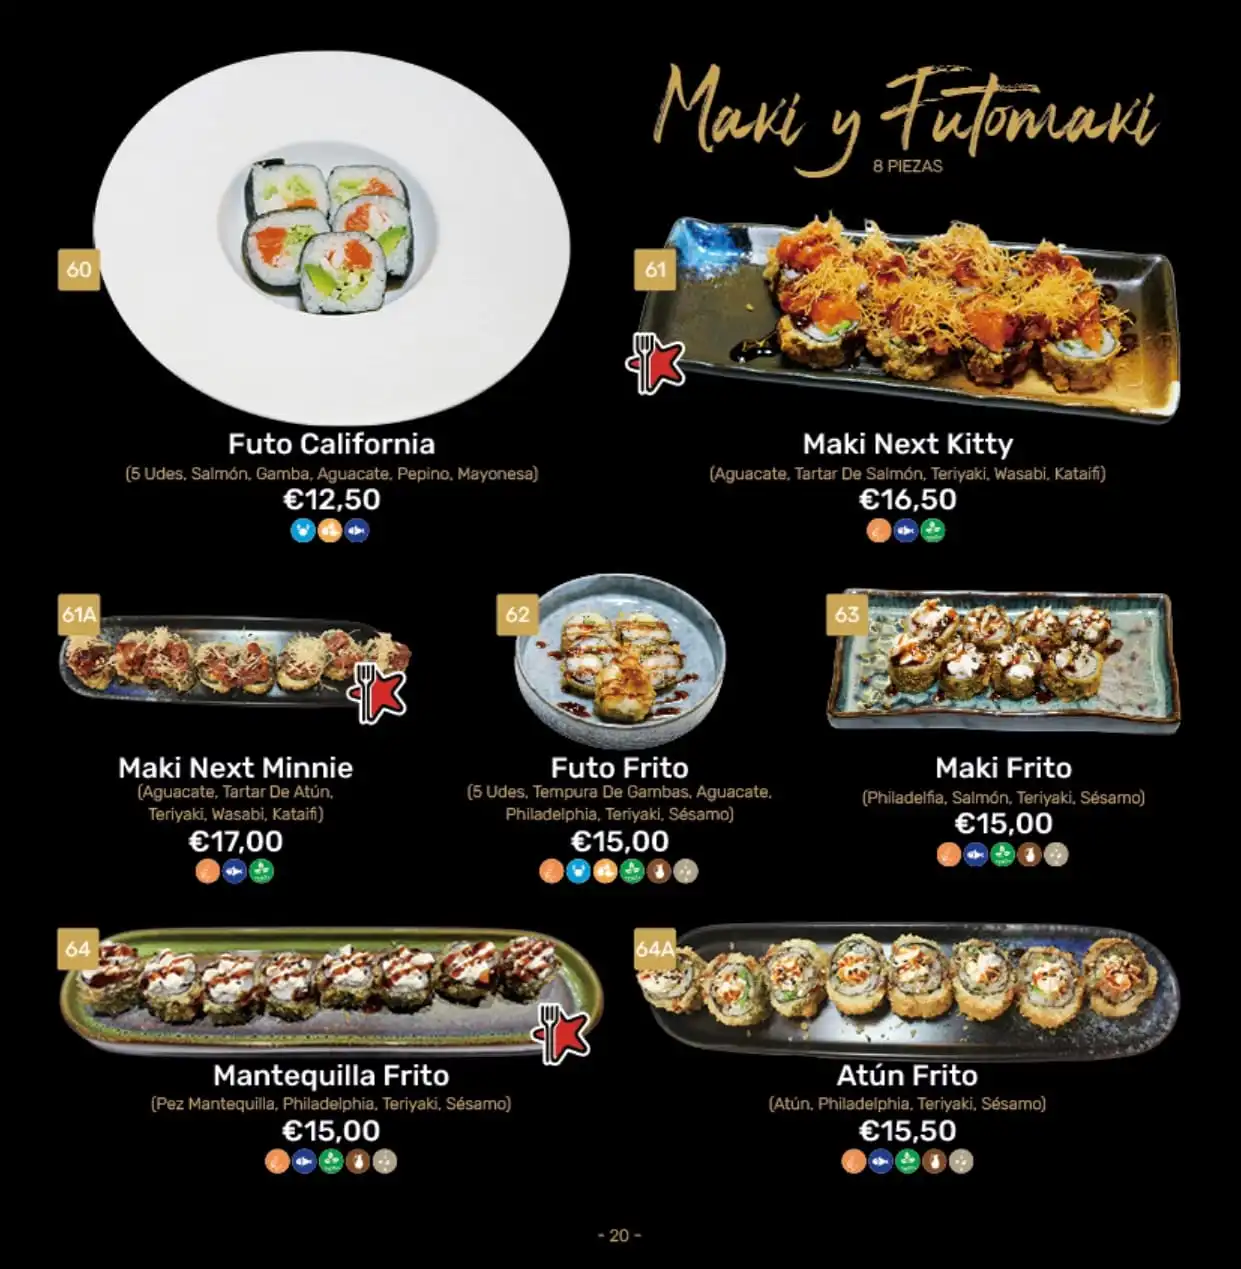 Maki y Futomaki
8 PIEZAS
60
61
Futo California
(5 Udes, Salmón, Gamba, Aguacate, Pepino, Mayonesa)
€12,50
Maki Next Kitty
(Aguacate, Tartar De Salmón, Teriyaki, Wasabi, Kataifi)
€16,50
61A
62
63
Maki Next Minnie
(Aguacate, Tartar De Atún,
Teriyaki, Wasabi, Kataifi)
€17,00
Futo Frito
(5 Udes, Tempura De Gambas, Aguacate,
Philadelphia, Teriyaki, Sésamo)
€15,00
Maki Frito
(Philadelfia, Salmón, Teriyaki, Sésamo)
€15,00
64
64A
Mantequilla Frito
(Pez Mantequilla, Philadelphia, Teriyaki, Sésamo)
€15,00
Atún Frito
(Atún, Philadelphia, Teriyaki, Sésamo)
€15,50
- 20 -